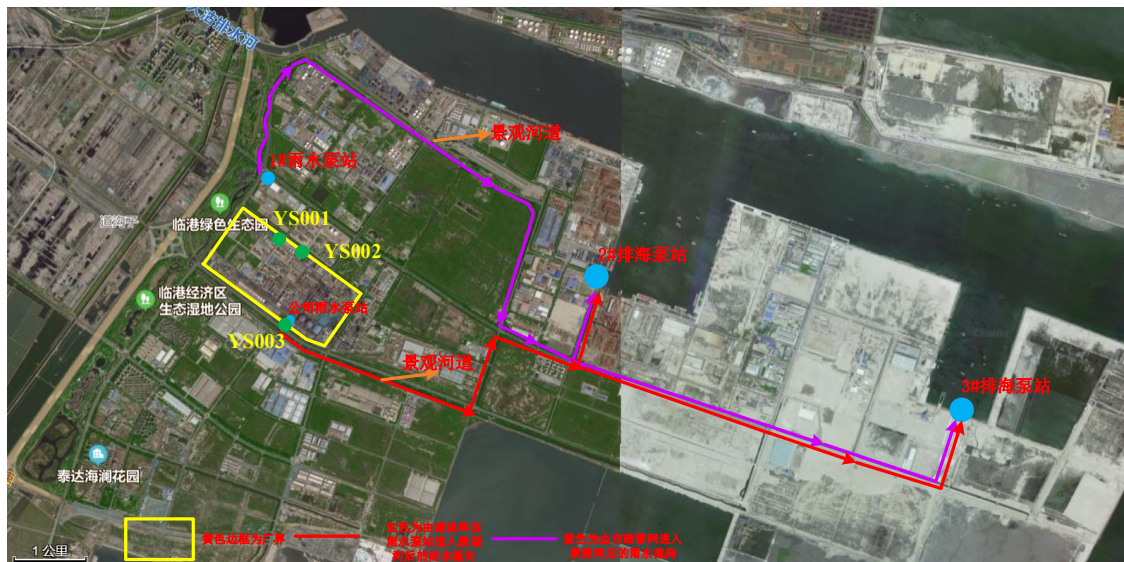 大沽排水河
景观河道
1#雨水泵站
临港绿色生态园
YS001
YS002
2#排海泵站
临港经济区
生态湿地公园
公司雨水泵站
YS003
景观河道
3#排海泵站
泰达海澜花园
1 公里
黄色边框为厂界
红色为由建设单位
雨水泵站进入景观
河后的雨水流向
紫色为由市政管网进入
景观河后的雨水流向